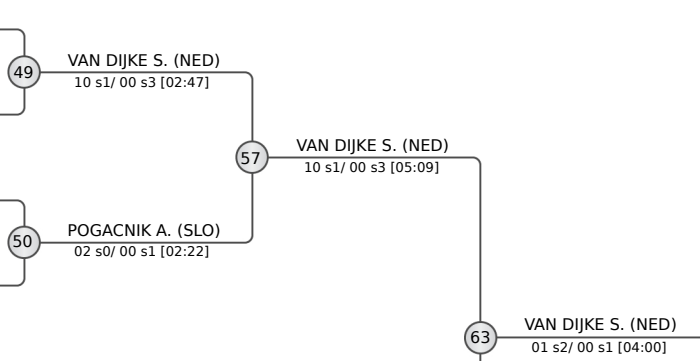 VAN DIJKE S. (NED)
49
10 s1/ 00 s3 [02:47]
VAN DIJKE S. (NED)
57
10 s1/ 00 s3 [05:09]
POGACNIK A. (SLO)
50
02 s0/ 00 s1 [02:22]
VAN DIJKE S. (NED)
63
01 s2/ 00 s1 [04:00]